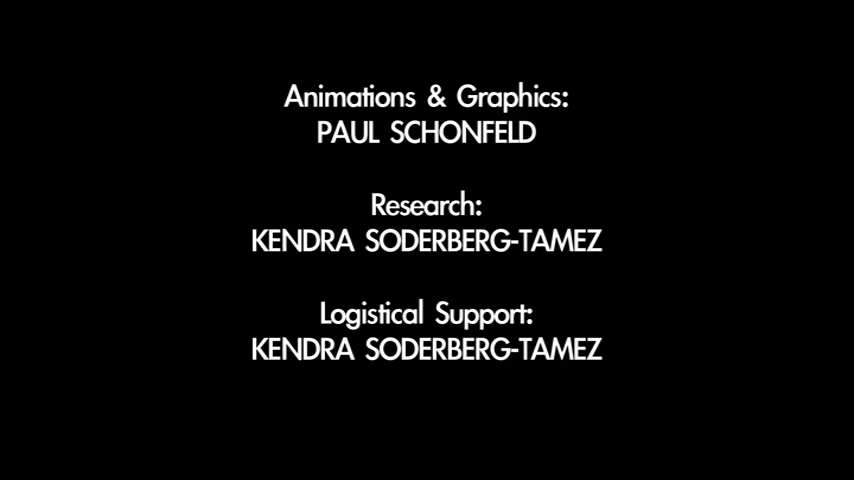 Animations & Graphics:
PAUL SCHONFELD
Research:
KENDRA SODERBERG-TAMEZ
Logistical Support:
KENDRA SODERBERG-TAMEZ